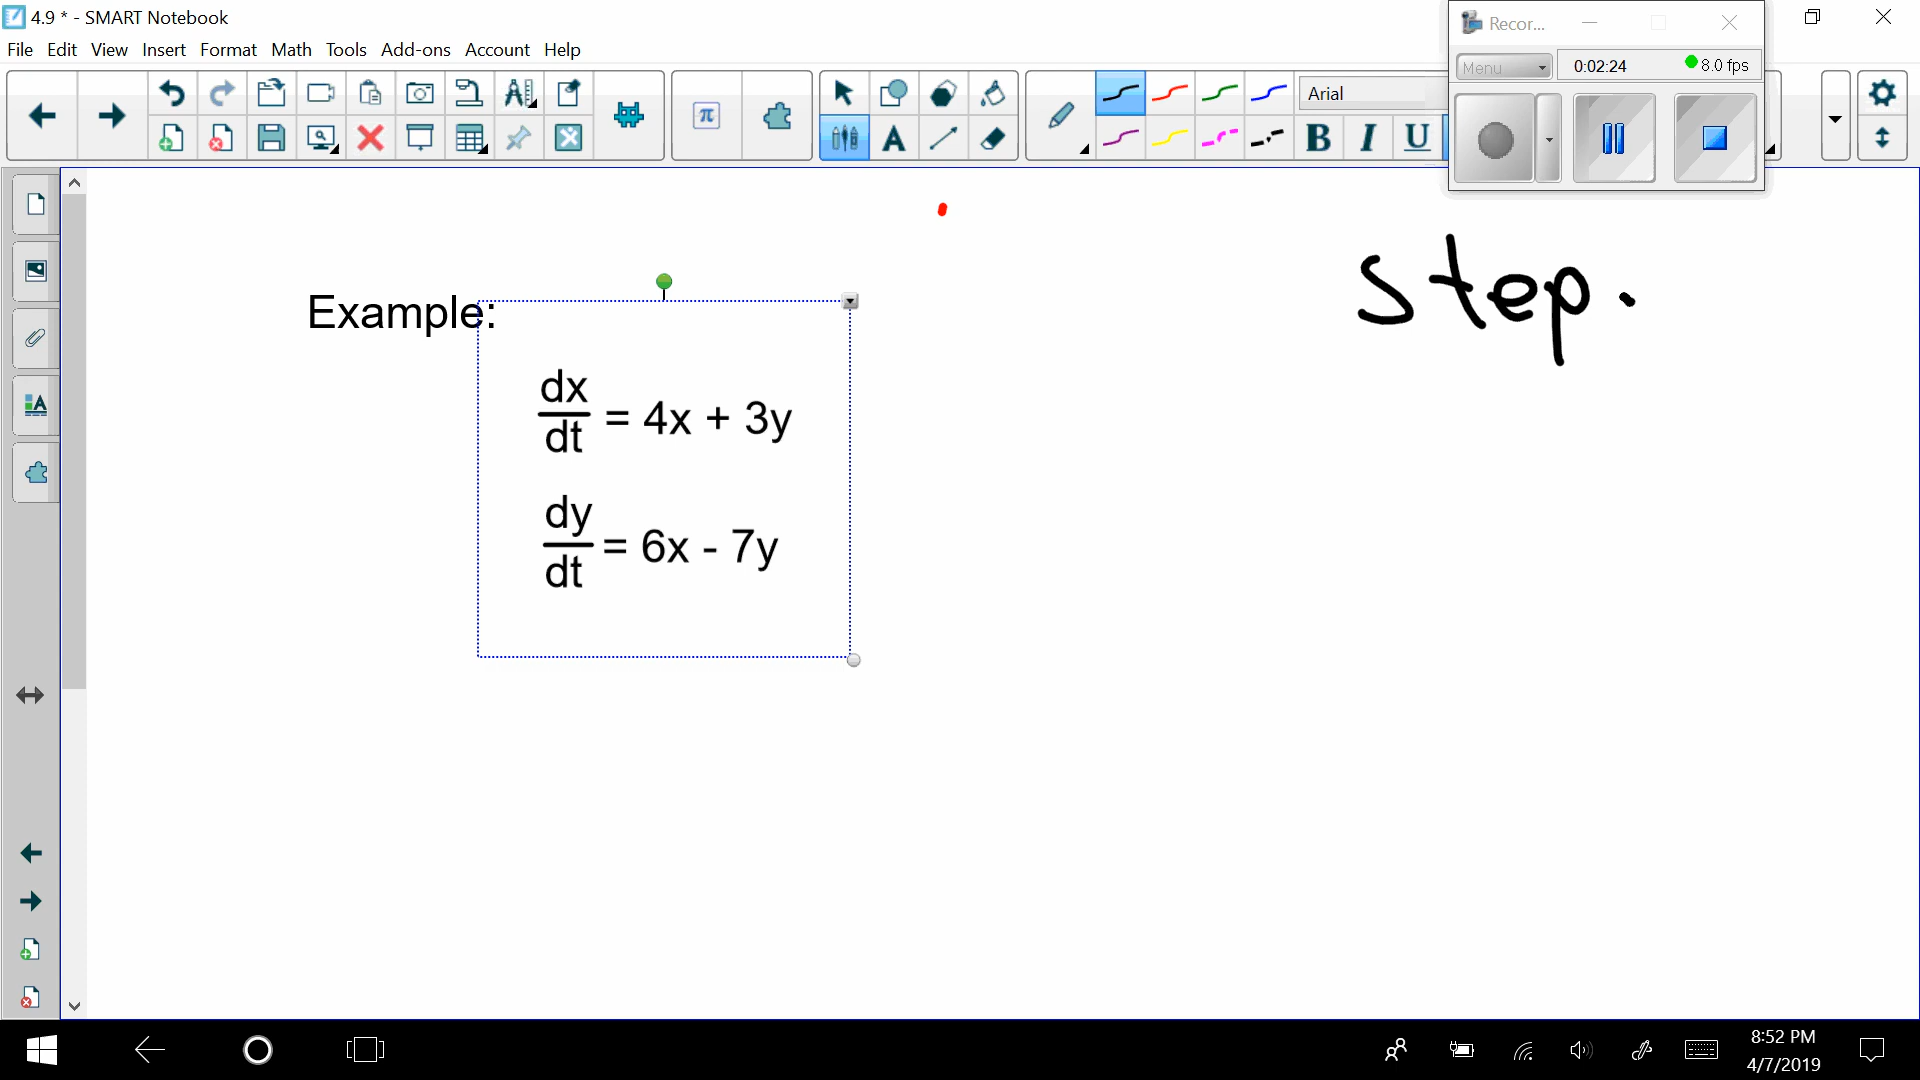 4.9 * - SMART Notebook
File Edit View Insert Format Math Tools Add-ons Account Help
Recor...
Menu
0:02:24
8.0 fps
π
A
Arial
B I U
Step.
Example:
dx
dt
= 4x + 3y
dy
dt
= 6x - 7y
8:52 PM
4/7/2019